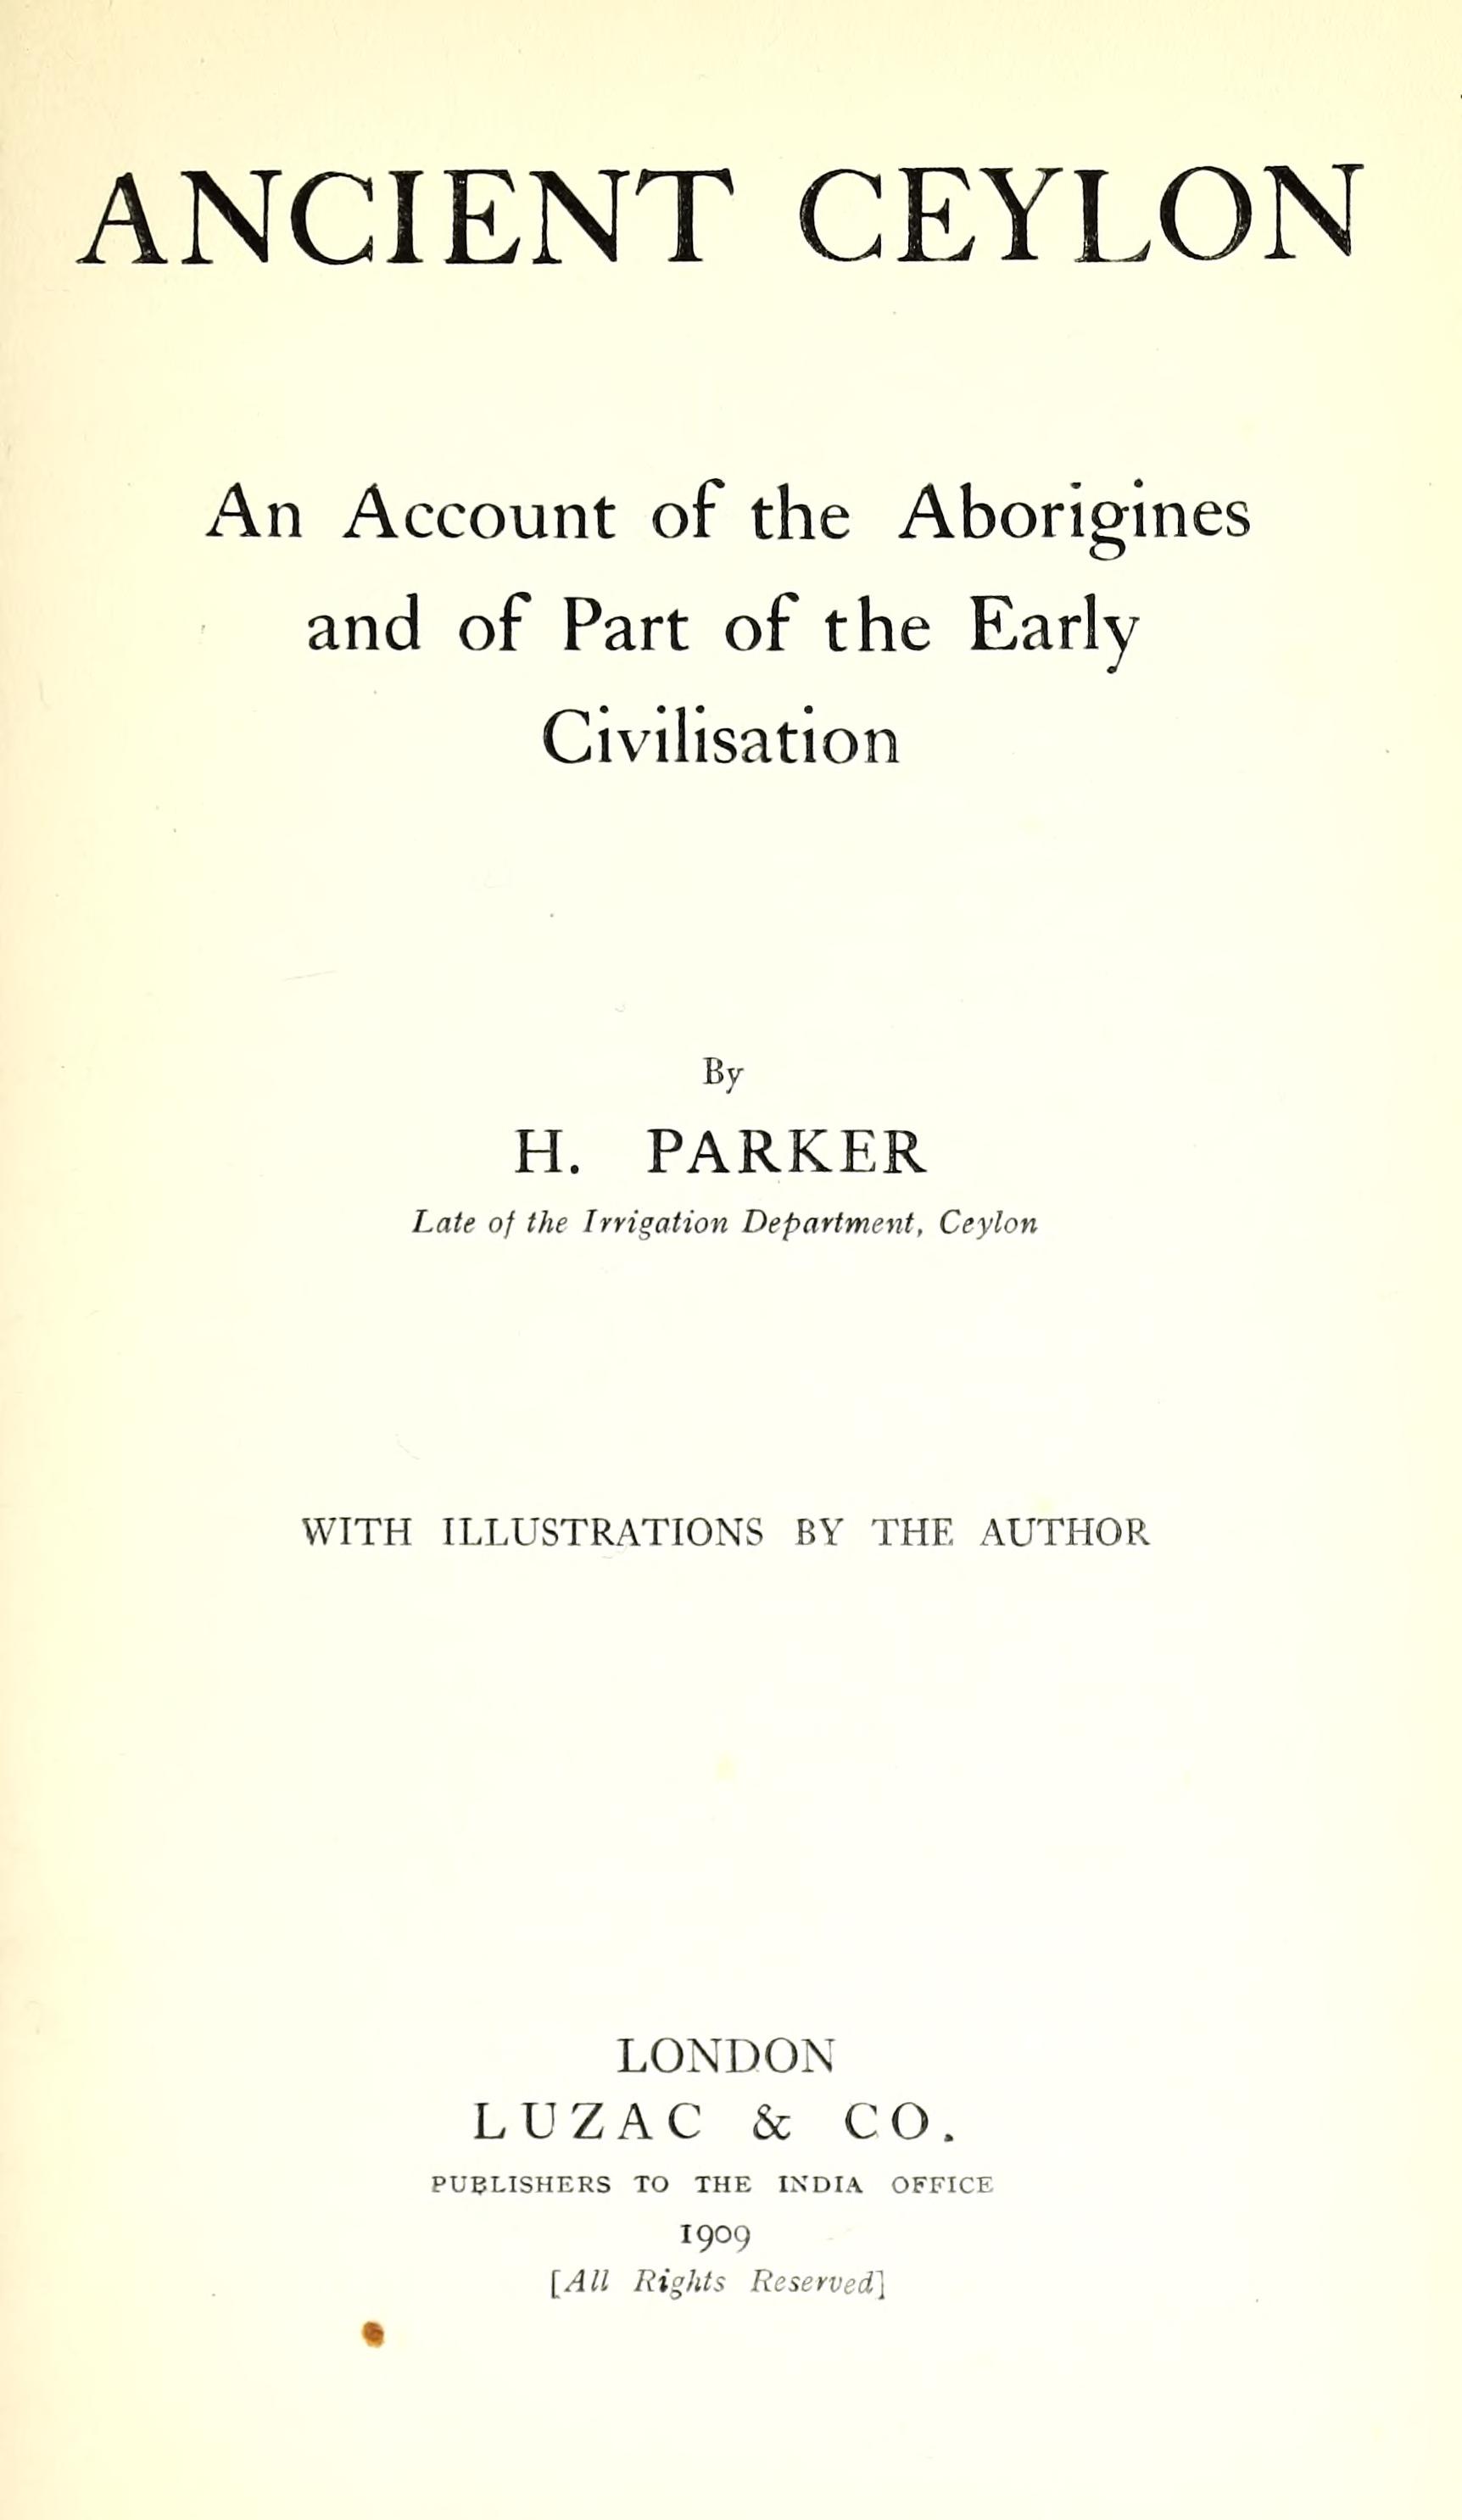 ANCIENT CEYLON
An Account of the Aborigines
and of Part of the Early
Civilisation
By
H. PARKER
Late of the Irrigation Department, Ceylon
WITH ILLUSTRATIONS BY THE AUTHOR
LONDON
LUZAC & CO.
PUBLISHERS TO THE INDIA OFFICE
1909
[All Rights Reserved]